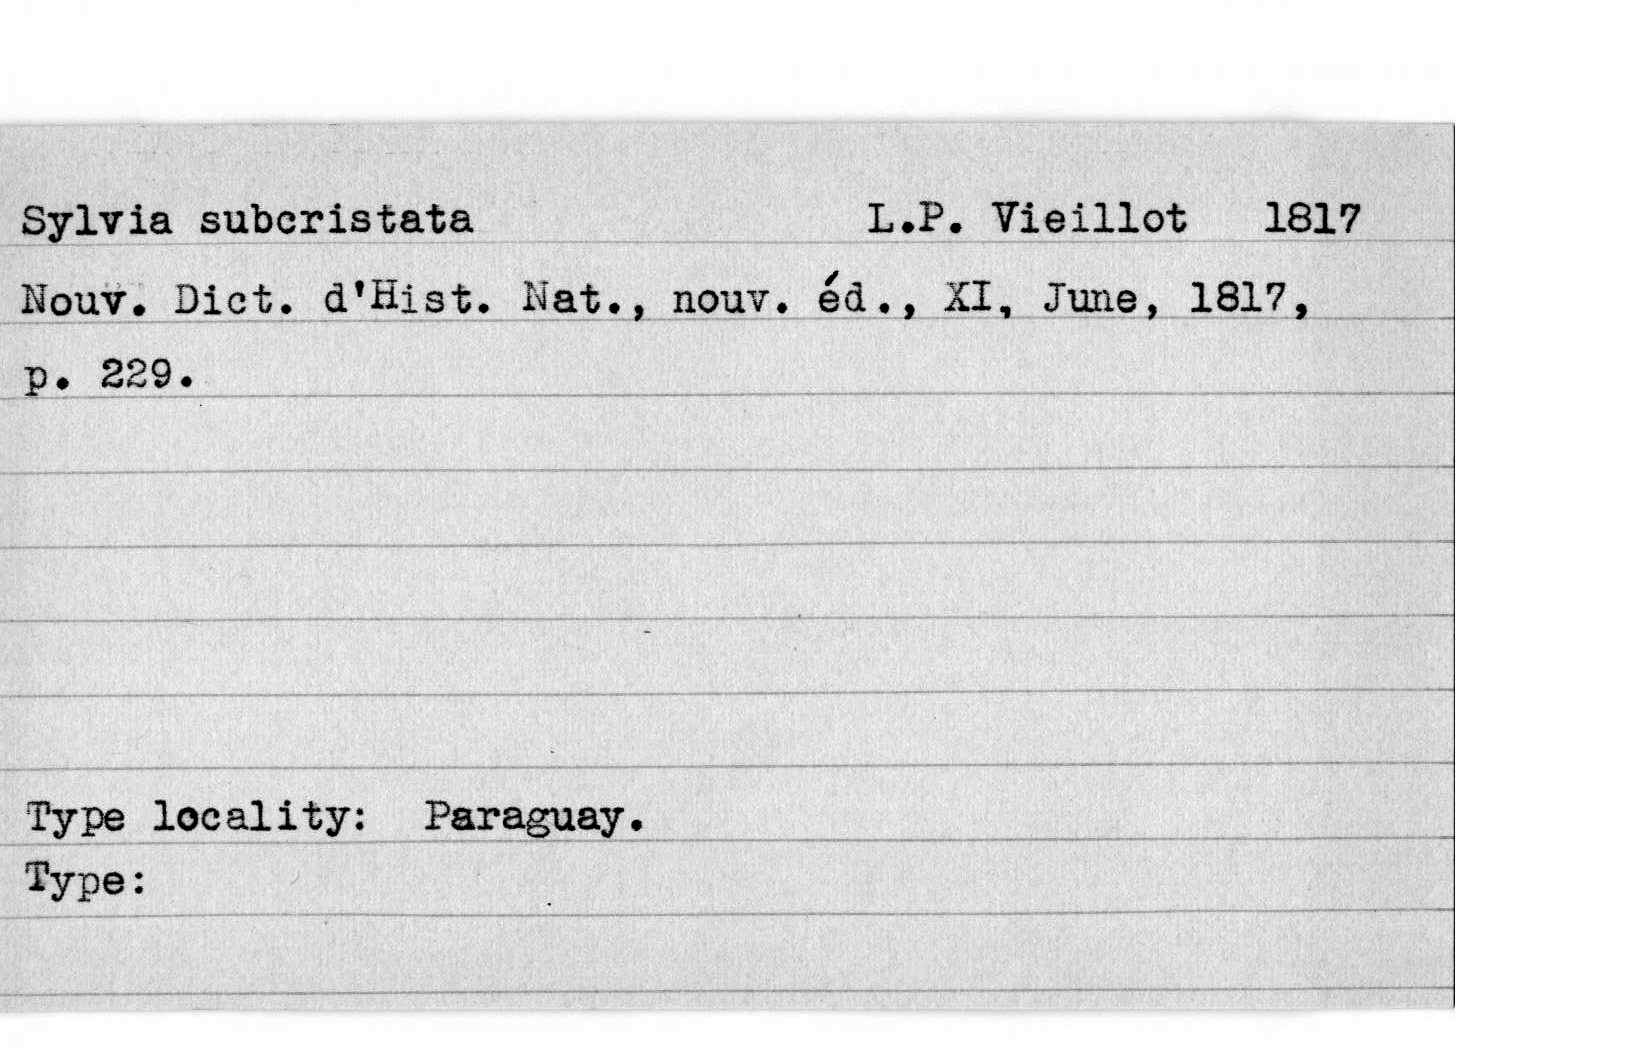 Sylvia subcristata L.P. Vieillot 1817
Nouv. Dict. d'Hist. Nat., nouv. éd., XI, June, 1817,
p. 229.
Type locality: Paraguay.
Type: